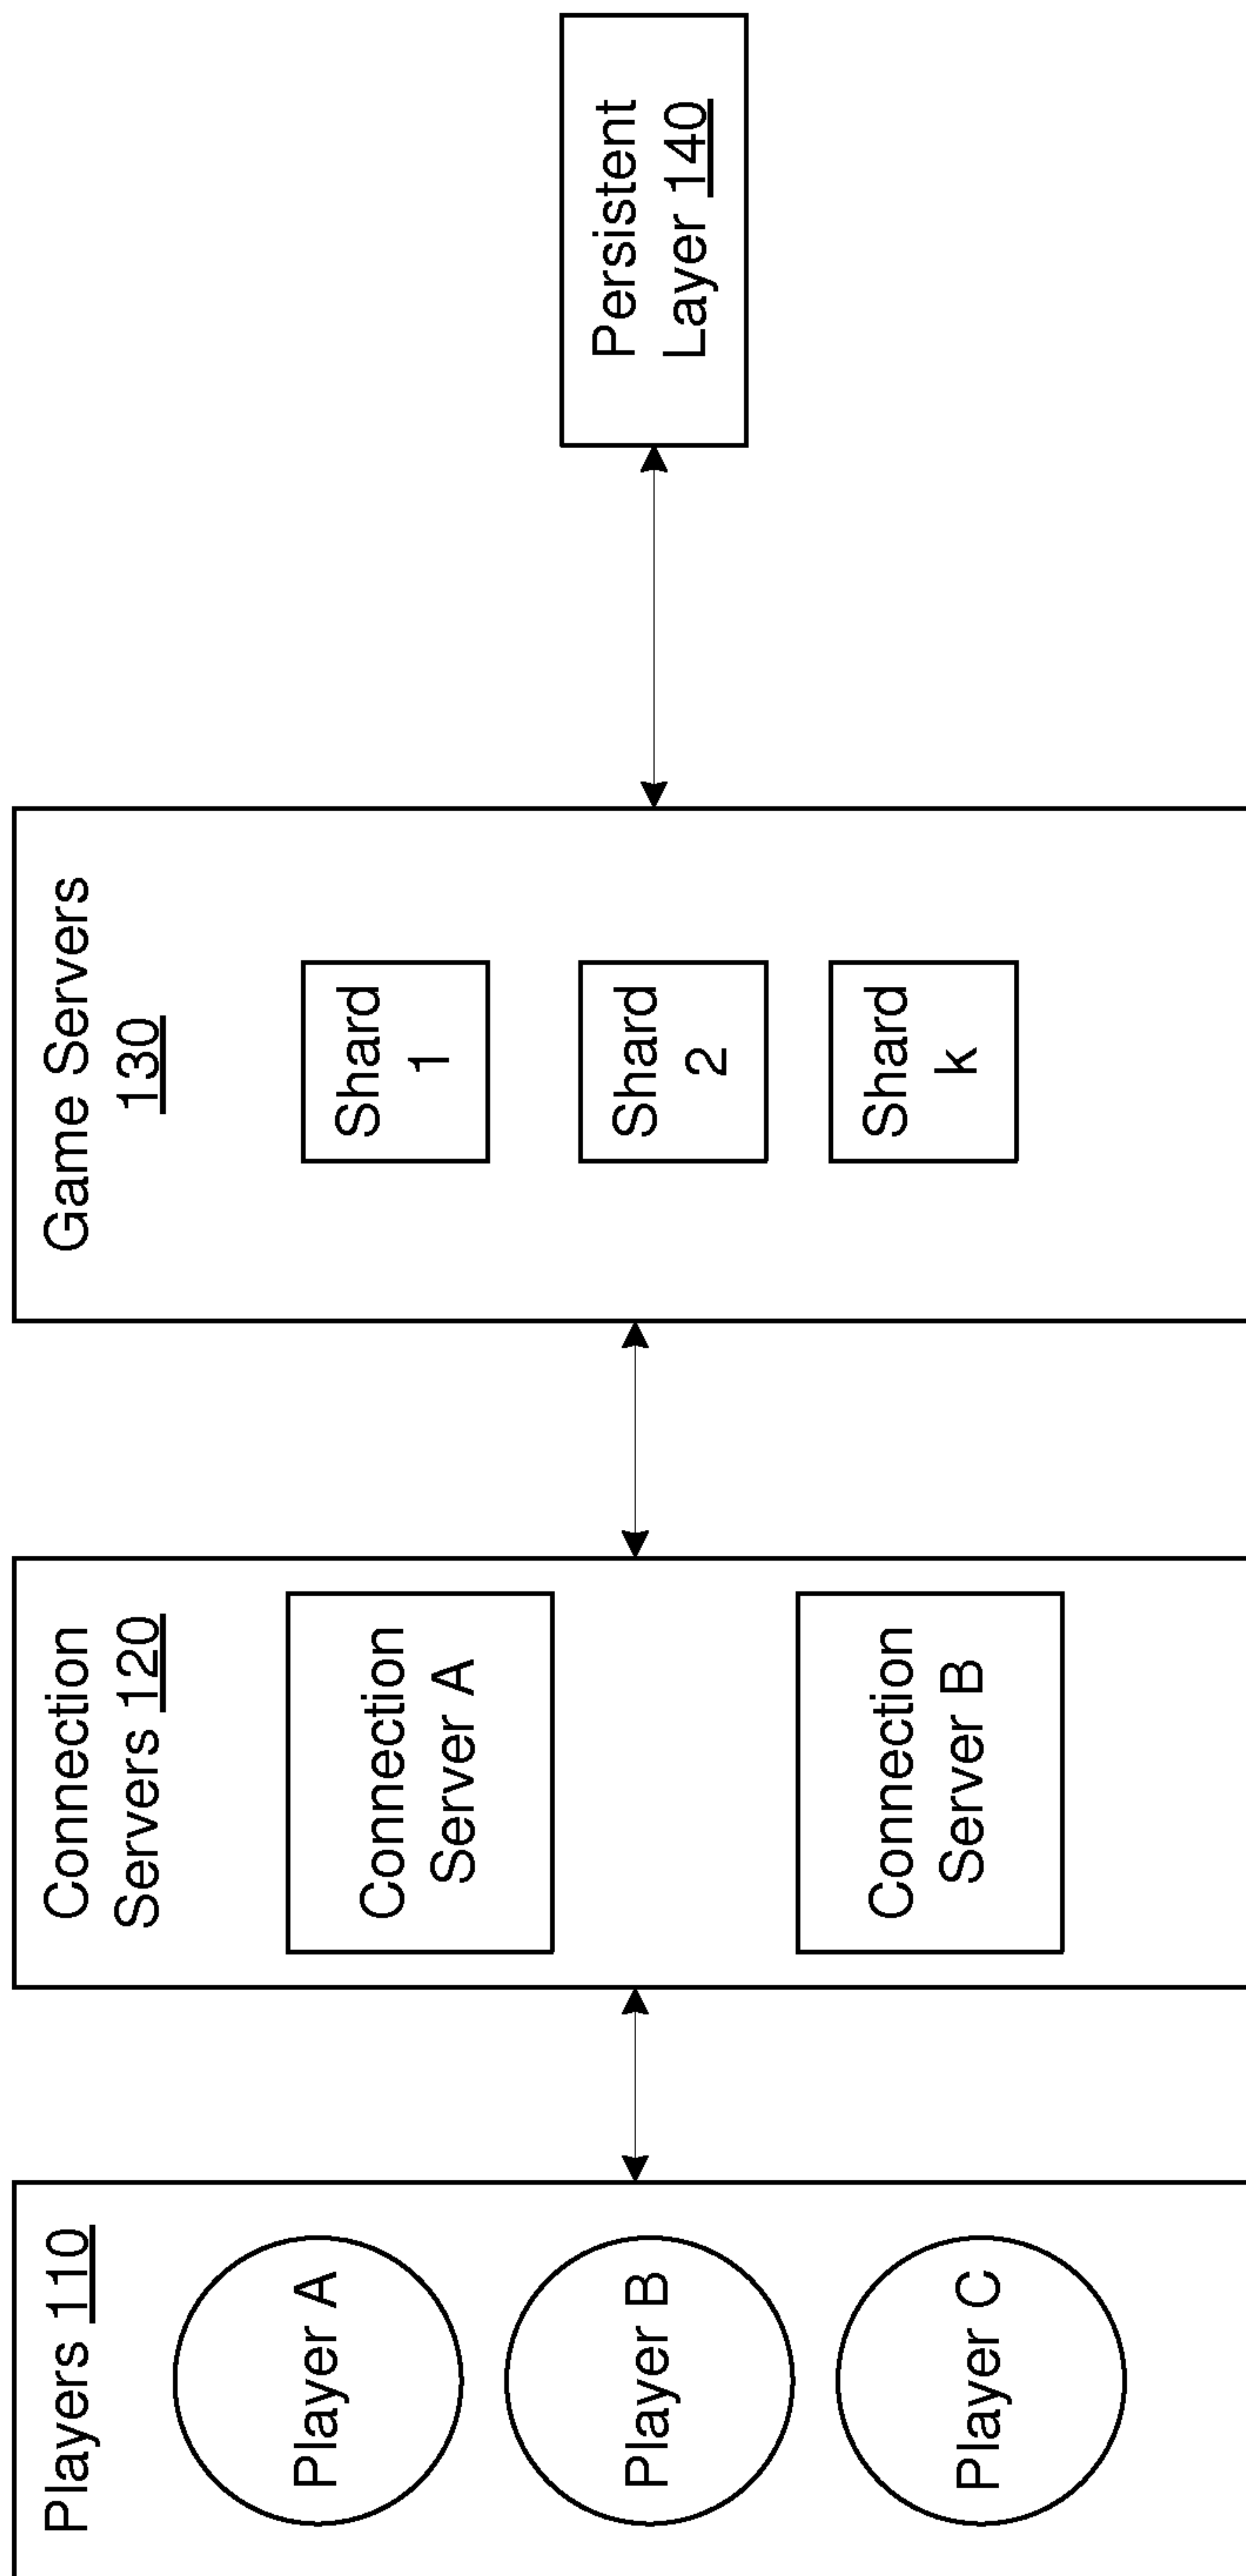 Players 110
Player A
Player B
Player C
Connection
Servers 120
Connection
Server A
Connection
Server B
Game Servers
130
Shard
1
Shard
2
Shard
k
Persistent
Layer 140